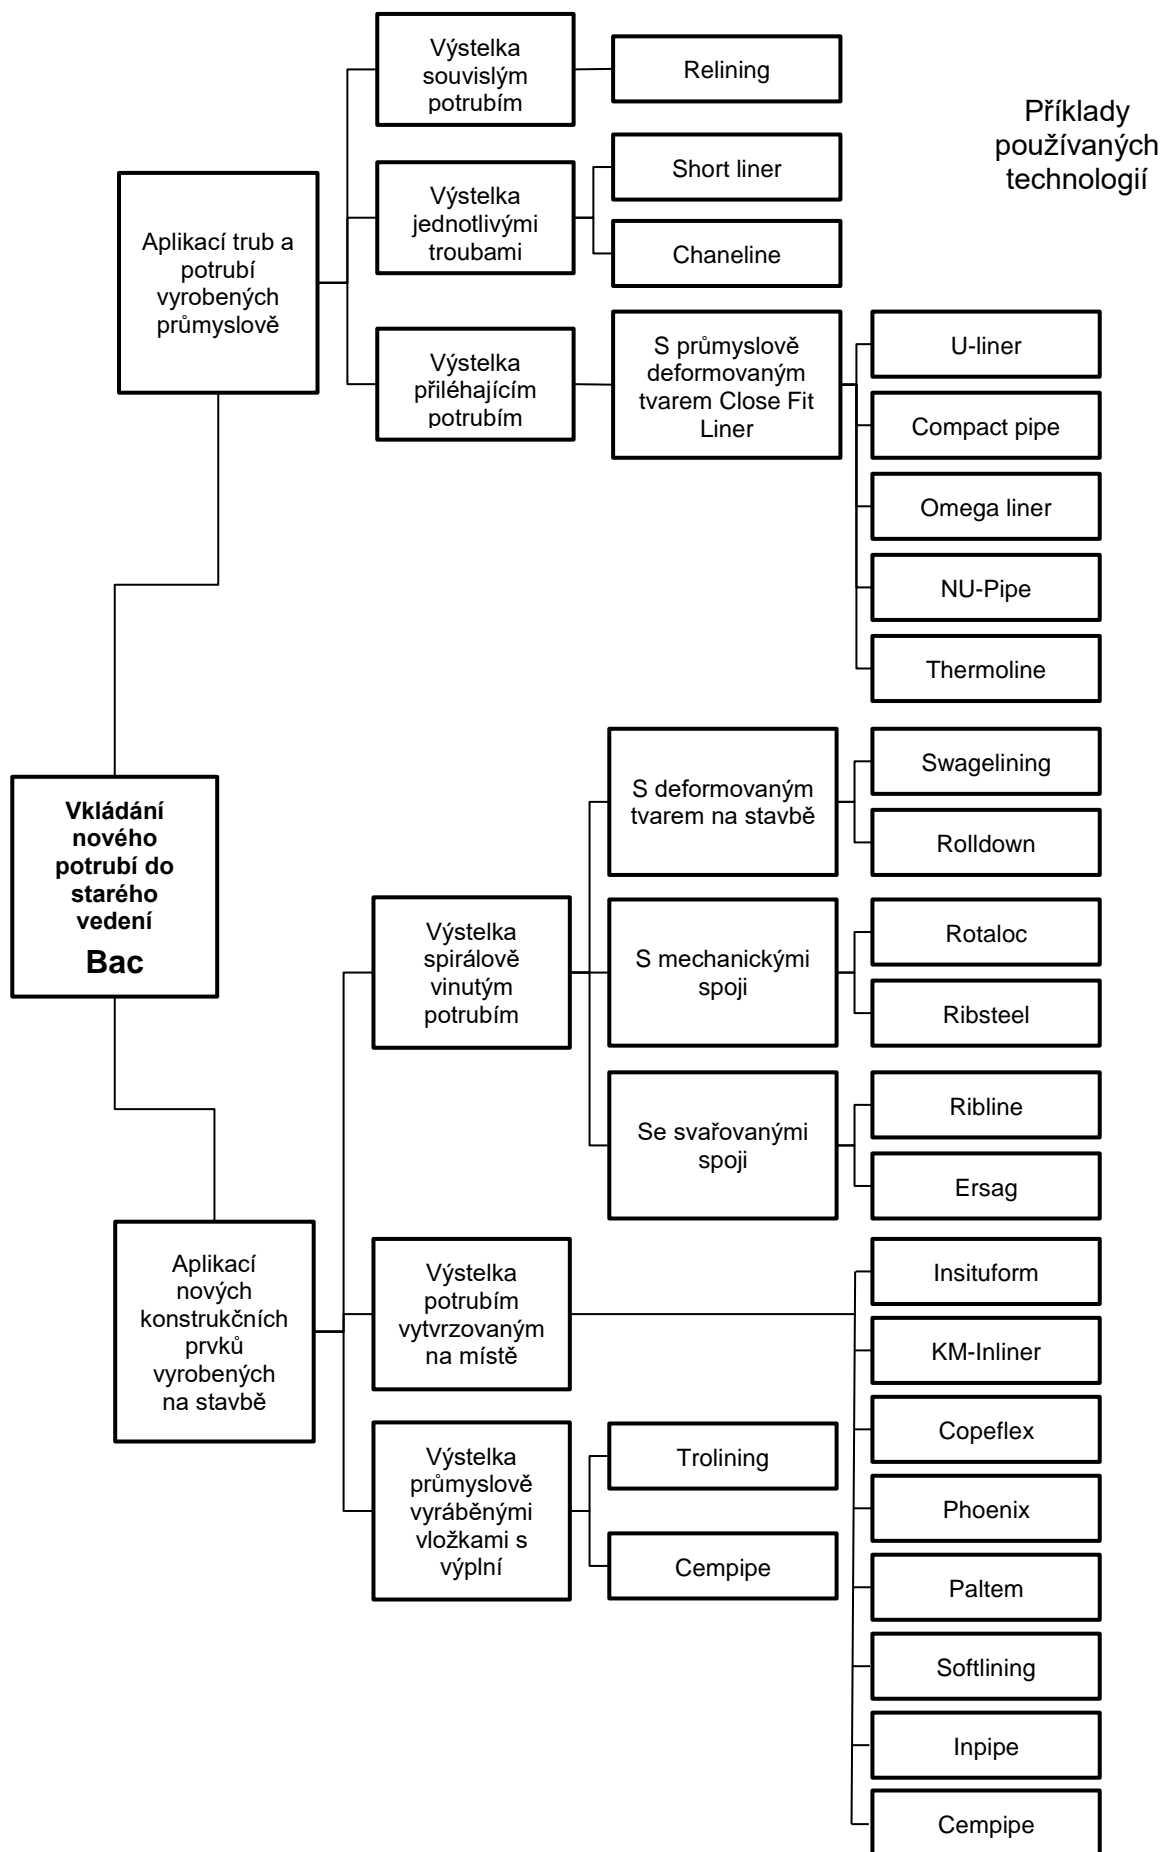 Výstelka
souvislým
potrubím
Relining
Příklady
používaných
technologií
Short liner
Výstelka
jednotlivými
troubami
Chaneline
Aplikací trub a
potrubí
vyrobených
průmyslově
Výstelka
přiléhajícím
potrubím
S průmyslově
deformovaným
tvarem Close Fit
Liner
U-liner
Compact pipe
Omega liner
NU-Pipe
Thermoline
Vkládání
nového
potrubí do
starého
vedení
Bac
S deformovaným
tvarem na stavbě
Swagelining
Rolldown
Výstelka
spirálově
vinutým
potrubím
S mechanickými
spoji
Rotaloc
Ribsteel
Se svařovanými
spoji
Ribline
Ersag
Aplikací
nových
konstrukčních
prvků
vyrobených
na stavbě
Výstelka
potrubím
vytvrzovaným
na místě
Insituform
KM-Inliner
Copeflex
Phoenix
Paltem
Softlining
Inpipe
Cempipe
Výstelka
průmyslově
vyráběnými
vložkami s
výplní
Trolining
Cempipe